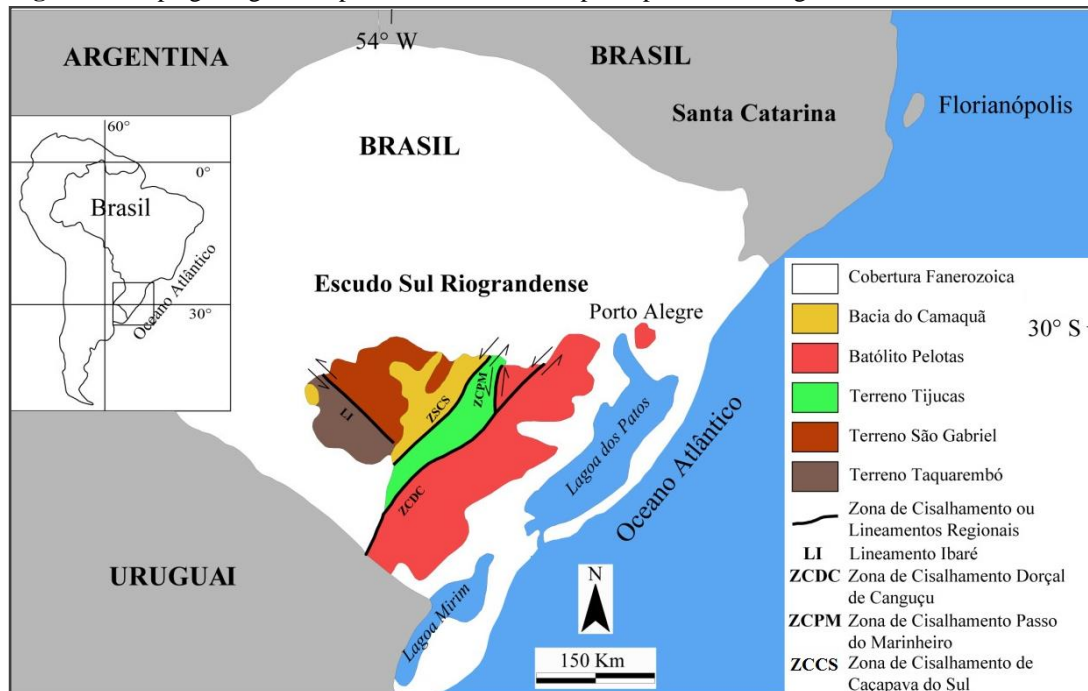 54° W
ARGENTINA
BRASIL
Santa Catarina
Florianópolis
BRASIL
60°
0°
Brasil
30°
Oceano Atlântico
Escudo Sul Riograndense
Porto Alegre
LI
ZSCS
ZCPM
ZCDC
Lagoa dos Patos
Oceano Atlântico
URUGUAI
Lagoa Mirim
N
150 Km
30° S
Cobertura Fanerozoica
Bacia do Camaquã
Batólito Pelotas
Terreno Tijucas
Terreno São Gabriel
Terreno Taquarembó
Zona de Cisalhamento ou
Lineamentos Regionais
LI Lineamento Ibaré
ZCDC Zona de Cisalhamento Dorçal
de Canguçu
ZCPM Zona de Cisalhamento Passo
do Marinheiro
ZCCS Zona de Cisalhamento de
Caçapava do Sul